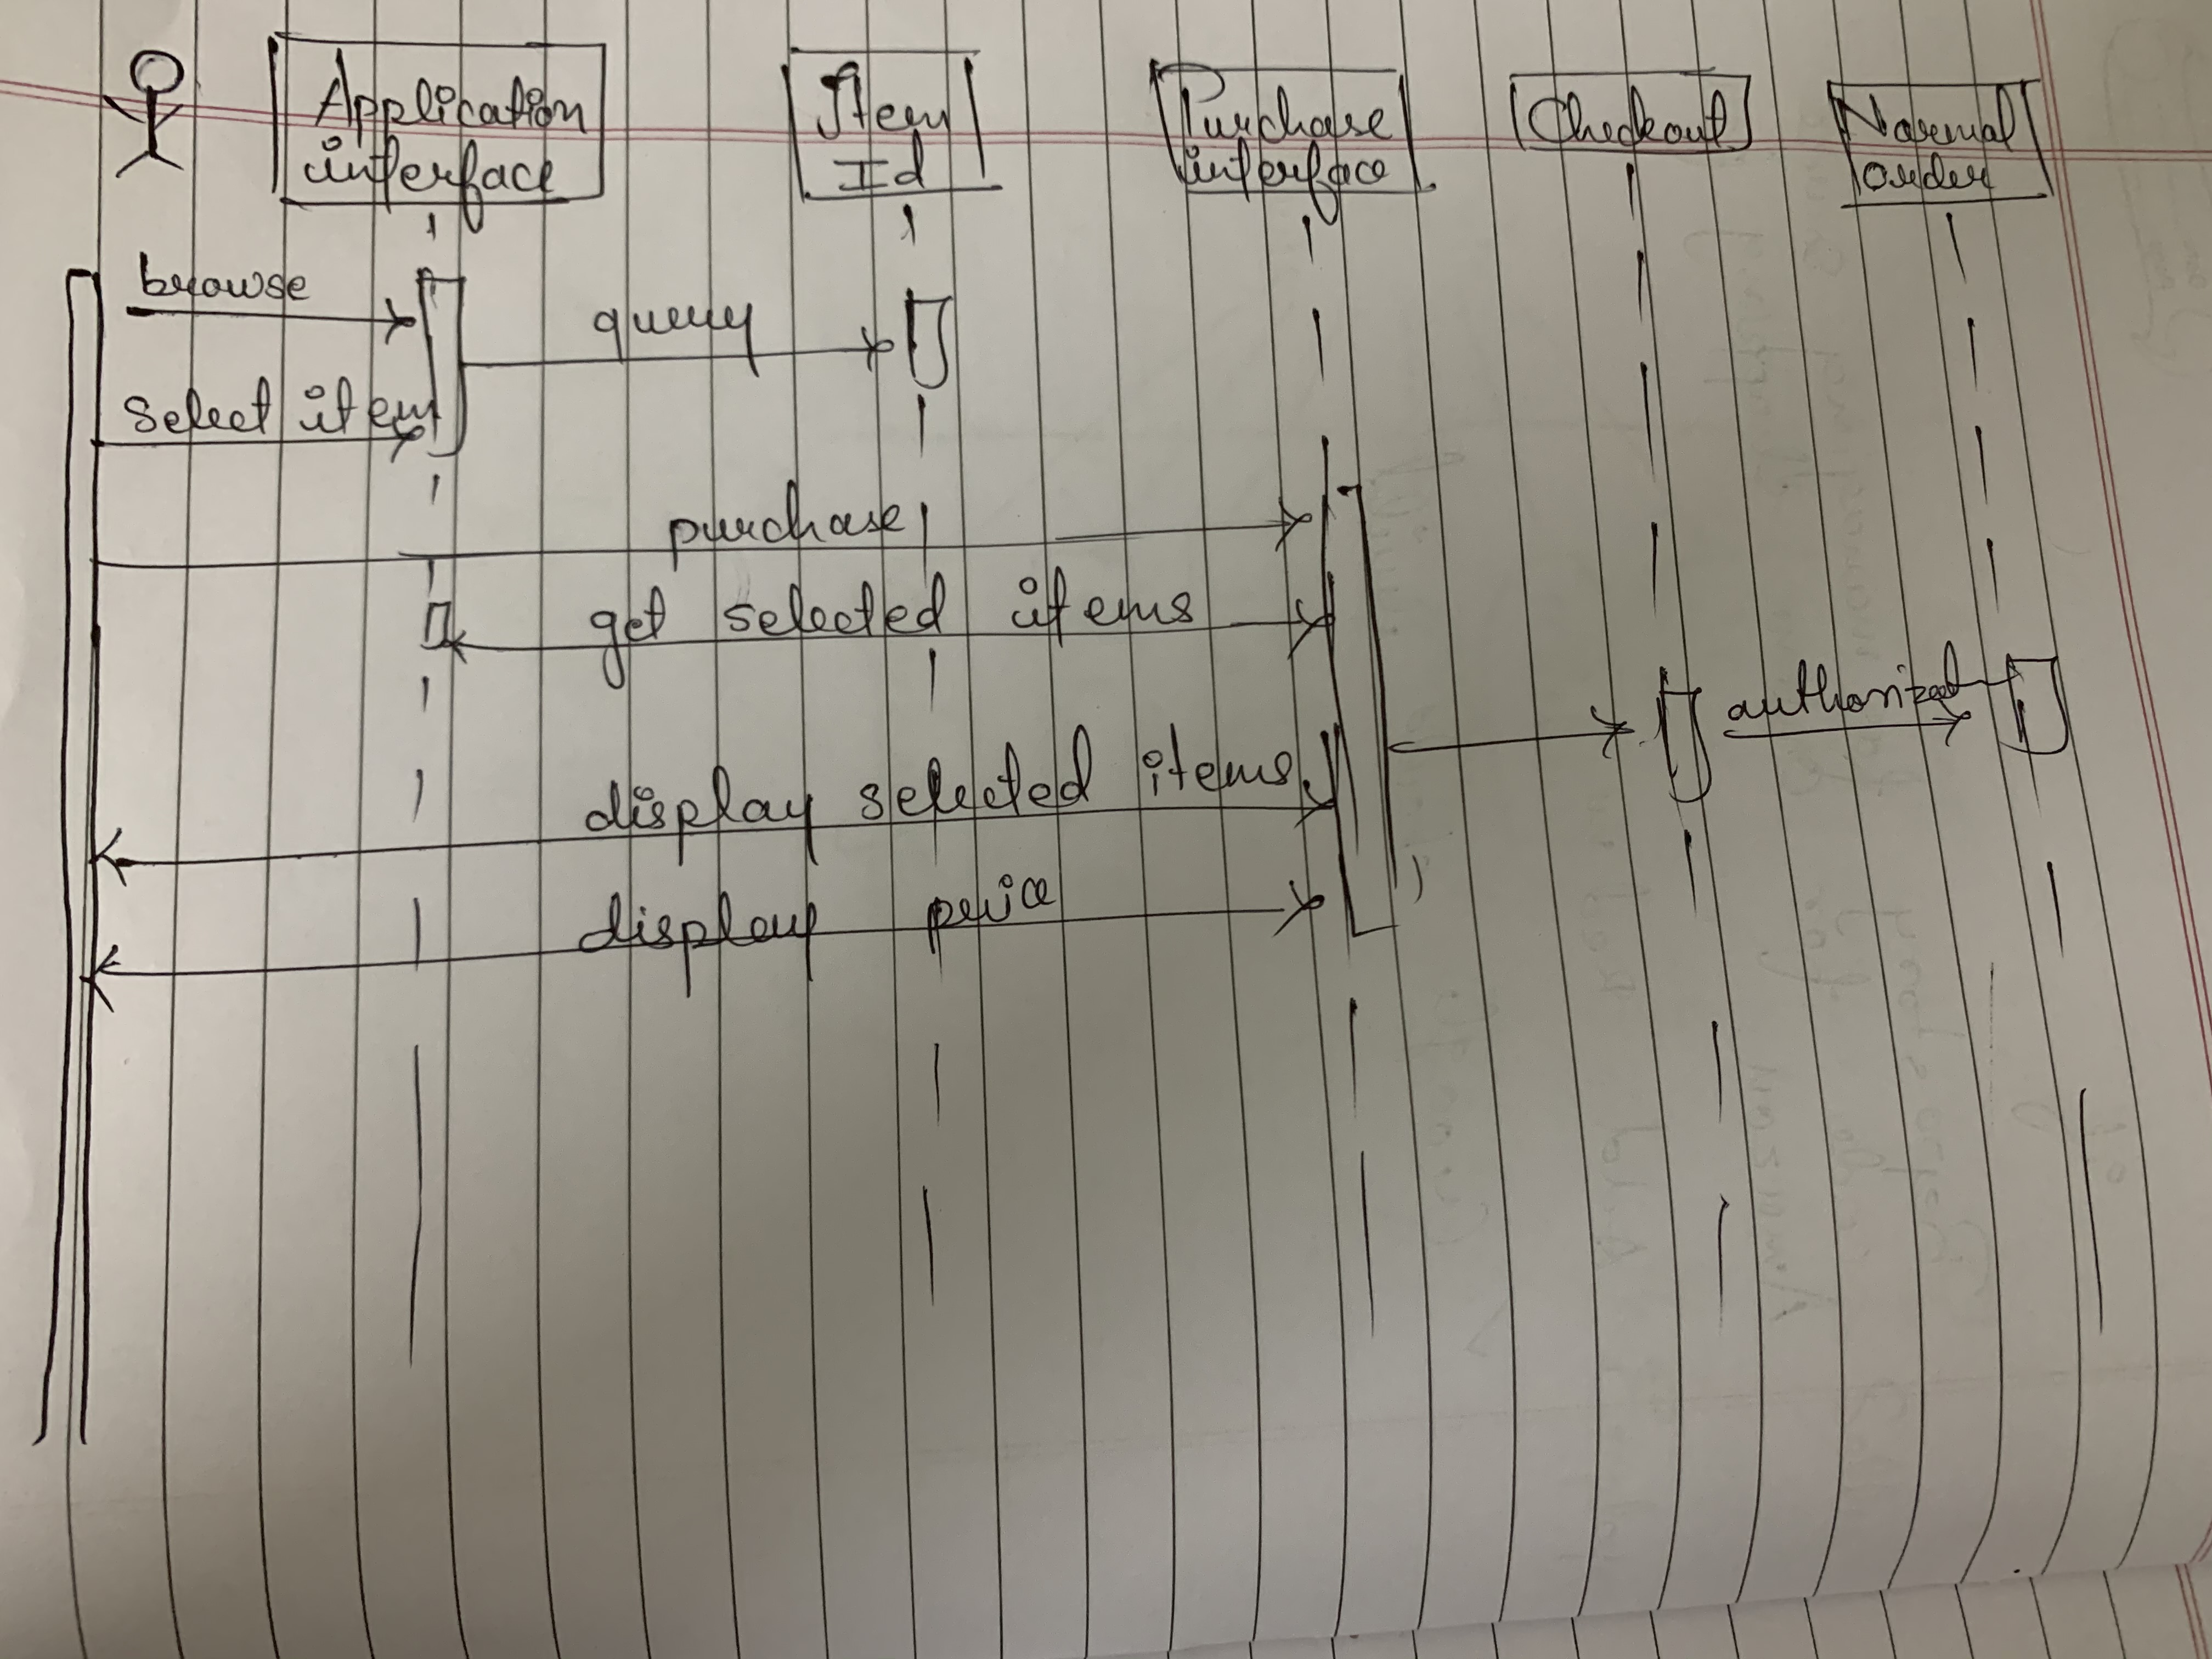 Application
interface
Item
Id
Purchase
interface
Checkout
Normal
order
browse
select item
query
purchase
get selected items
display selected items
display price
authorized